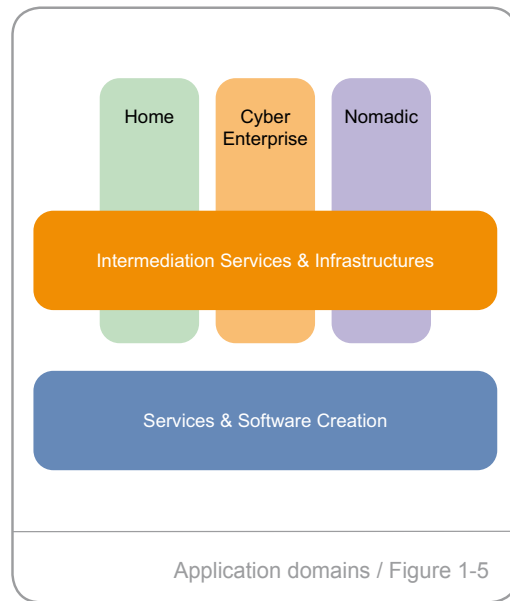 Home
Cyber
Enterprise
Nomadic
Intermediation Services & Infrastructures
Services & Software Creation
Application domains / Figure 1-5